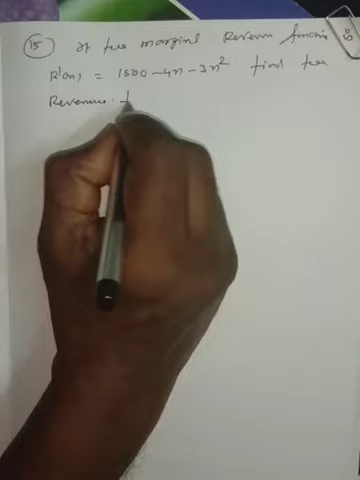 (15) If the marginal Revenue function is
R'(x) = 1500 - 4x - 3x² find the
Revenue f